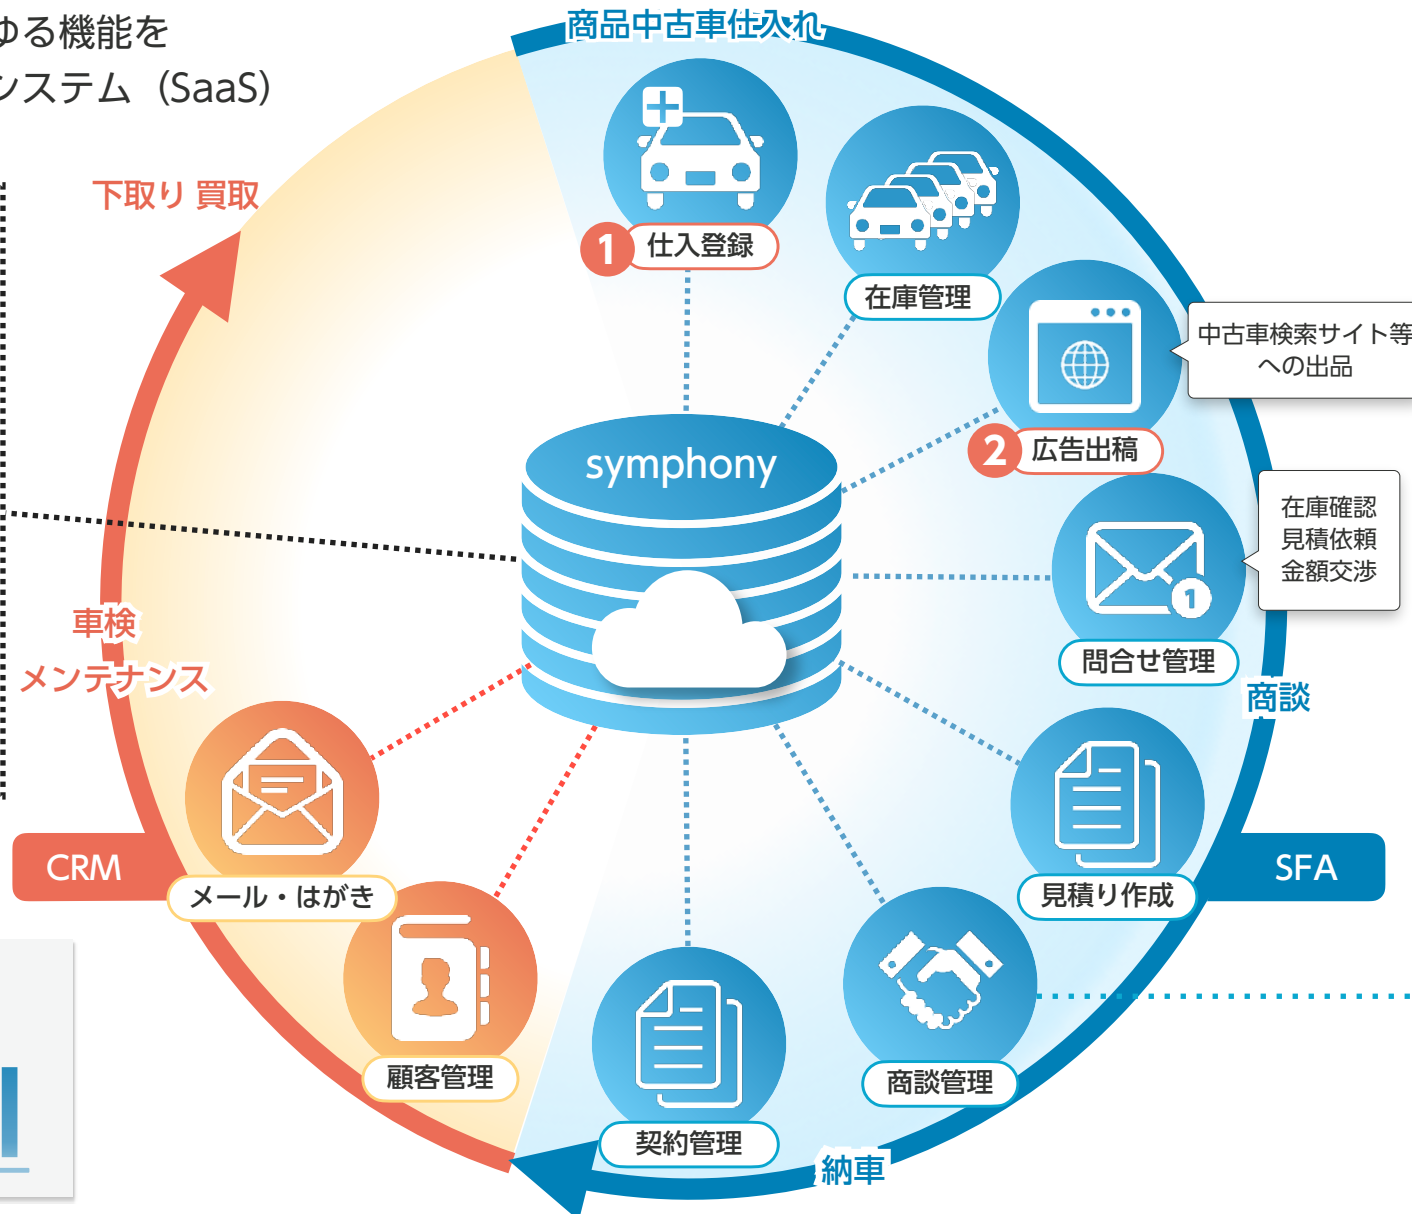 ゆる機能を
システム（SaaS）
商品中古車仕入れ
下取り 買取
1 仕入登録
在庫管理
中古車検索サイト等
への出品
2 広告出稿
symphony
在庫確認
見積依頼
金額交渉
1
問合せ管理
車検
メンテナンス
商談
CRM
SFA
メール・はがき
見積り作成
顧客管理
商談管理
契約管理
納車